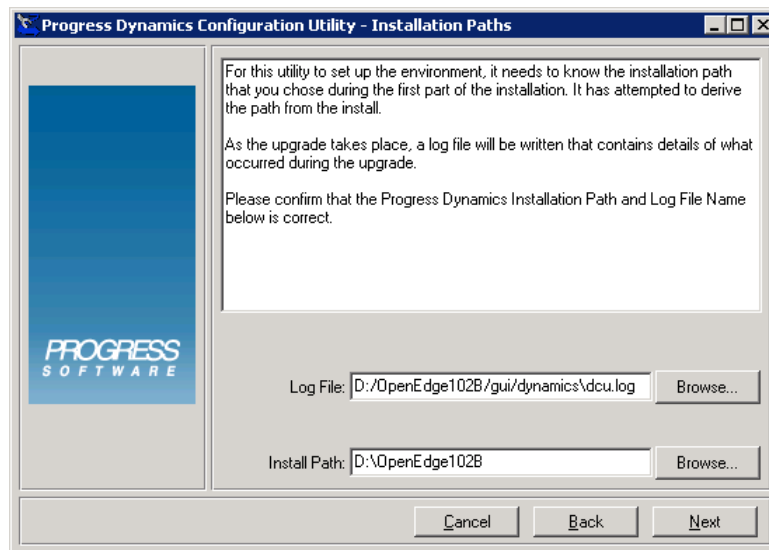 Progress Dynamics Configuration Utility - Installation Paths
For this utility to set up the environment, it needs to know the installation path
that you chose during the first part of the installation. It has attempted to derive
the path from the install.
As the upgrade takes place, a log file will be written that contains details of what
occurred during the upgrade.
Please confirm that the Progress Dynamics Installation Path and Log File Name
below is correct.
PROGRESS
SOFTWARE
Log File: D:/OpenEdge102B/gui/dynamics\dcu.log Browse...
Install Path: D:\OpenEdge102B Browse...
Cancel Back Next